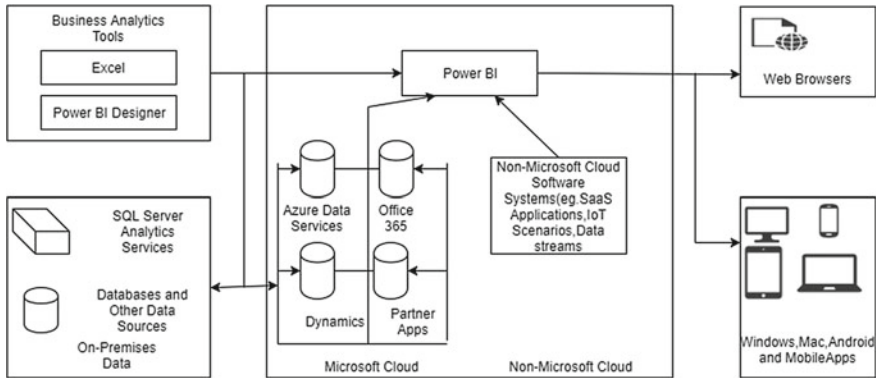 Business Analytics
Tools
Excel
Power BI Designer
SQL Server
Analytics
Services
Databases and
Other Data
Sources
On-Premises
Data
Power BI
Azure Data
Services
Office
365
Dynamics
Partner
Apps
Non-Microsoft Cloud
Software
Systems(eg.SaaS
Applications,IoT
Scenarios,Data
streams
Microsoft Cloud
Non-Microsoft Cloud
Web Browsers
Windows,Mac,Android
and MobileApps